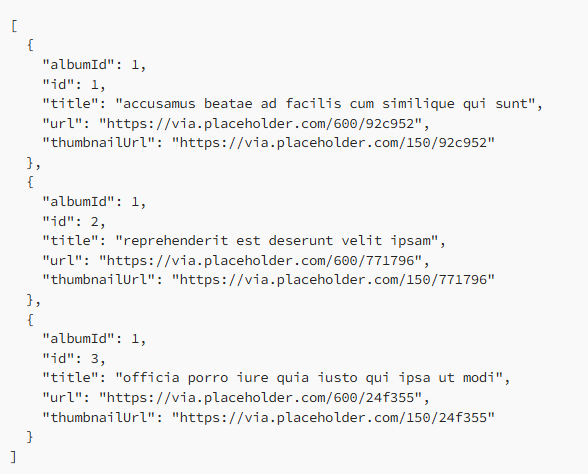 [
  {
    "albumId": 1,
    "id": 1,
    "title": "accusamus beatae ad facilis cum similique qui sunt",
    "url": "https://via.placeholder.com/600/92c952",
    "thumbnailUrl": "https://via.placeholder.com/150/92c952"
  },
  {
    "albumId": 1,
    "id": 2,
    "title": "reprehenderit est deserunt velit ipsam",
    "url": "https://via.placeholder.com/600/771796",
    "thumbnailUrl": "https://via.placeholder.com/150/771796"
  },
  {
    "albumId": 1,
    "id": 3,
    "title": "officia porro iure quia iusto qui ipsa ut modi",
    "url": "https://via.placeholder.com/600/24f355",
    "thumbnailUrl": "https://via.placeholder.com/150/24f355"
  }
]